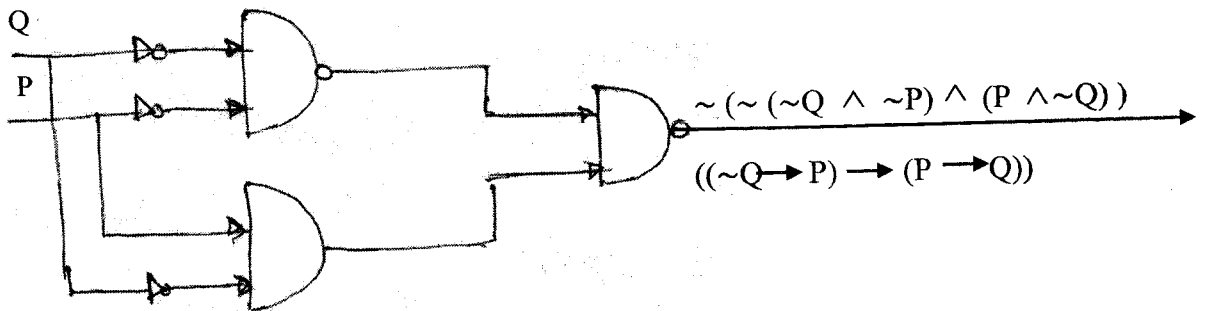 Q
P
~ (~ (~Q ∧ ~P) ∧ (P ∧ ~Q) )
((~Q → P) → (P → Q))